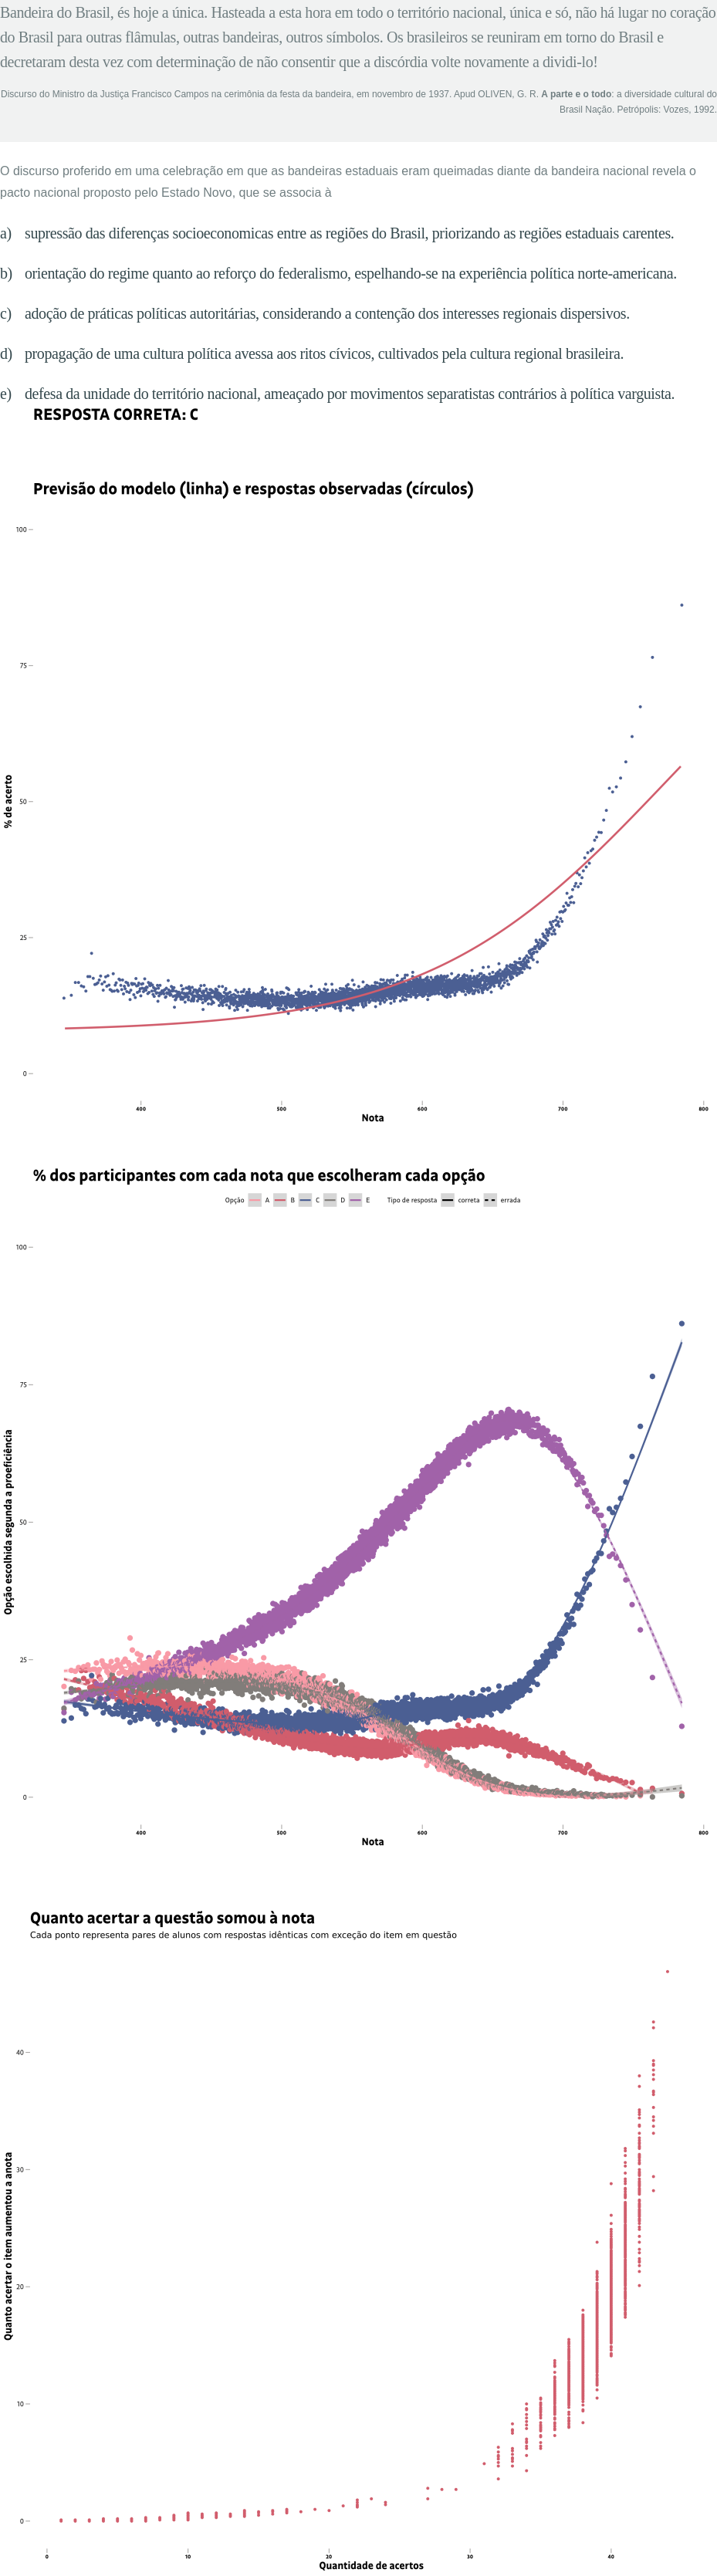 Bandeira do Brasil, és hoje a única. Hasteada a esta hora em todo o território nacional, única e só, não há lugar no coração
do Brasil para outras flâmulas, outras bandeiras, outros símbolos. Os brasileiros se reuniram em torno do Brasil e
decretaram desta vez com determinação de não consentir que a discórdia volte novamente a dividi-lo!
Discurso do Ministro da Justiça Francisco Campos na cerimônia da festa da bandeira, em novembro de 1937. Apud OLIVEN, G. R. A parte e o todo: a diversidade cultural do
Brasil Nação. Petrópolis: Vozes, 1992.
O discurso proferido em uma celebração em que as bandeiras estaduais eram queimadas diante da bandeira nacional revela o
pacto nacional proposto pelo Estado Novo, que se associa à
a) supressão das diferenças socioeconomicas entre as regiões do Brasil, priorizando as regiões estaduais carentes.
b) orientação do regime quanto ao reforço do federalismo, espelhando-se na experiência política norte-americana.
c) adoção de práticas políticas autoritárias, considerando a contenção dos interesses regionais dispersivos.
d) propagação de uma cultura política avessa aos ritos cívicos, cultivados pela cultura regional brasileira.
e) defesa da unidade do território nacional, ameaçado por movimentos separatistas contrários à política varguista.
RESPOSTA CORRETA: C
Previsão do modelo (linha) e respostas observadas (círculos)
100
75
50
25
0
% de acerto
400 500 600 700 800
Nota
% dos participantes com cada nota que escolheram cada opção
Opção A B C D E Tipo de resposta correta errada
100
75
50
25
0
Opção escolhida segunda a proeficiência
400 500 600 700 800
Nota
Quanto acertar a questão somou à nota
Cada ponto representa pares de alunos com respostas idênticas com exceção do item em questão
40
30
20
10
0
Quanto acertar o item aumentou a anota
0 10 20 30 40
Quantidade de acertos